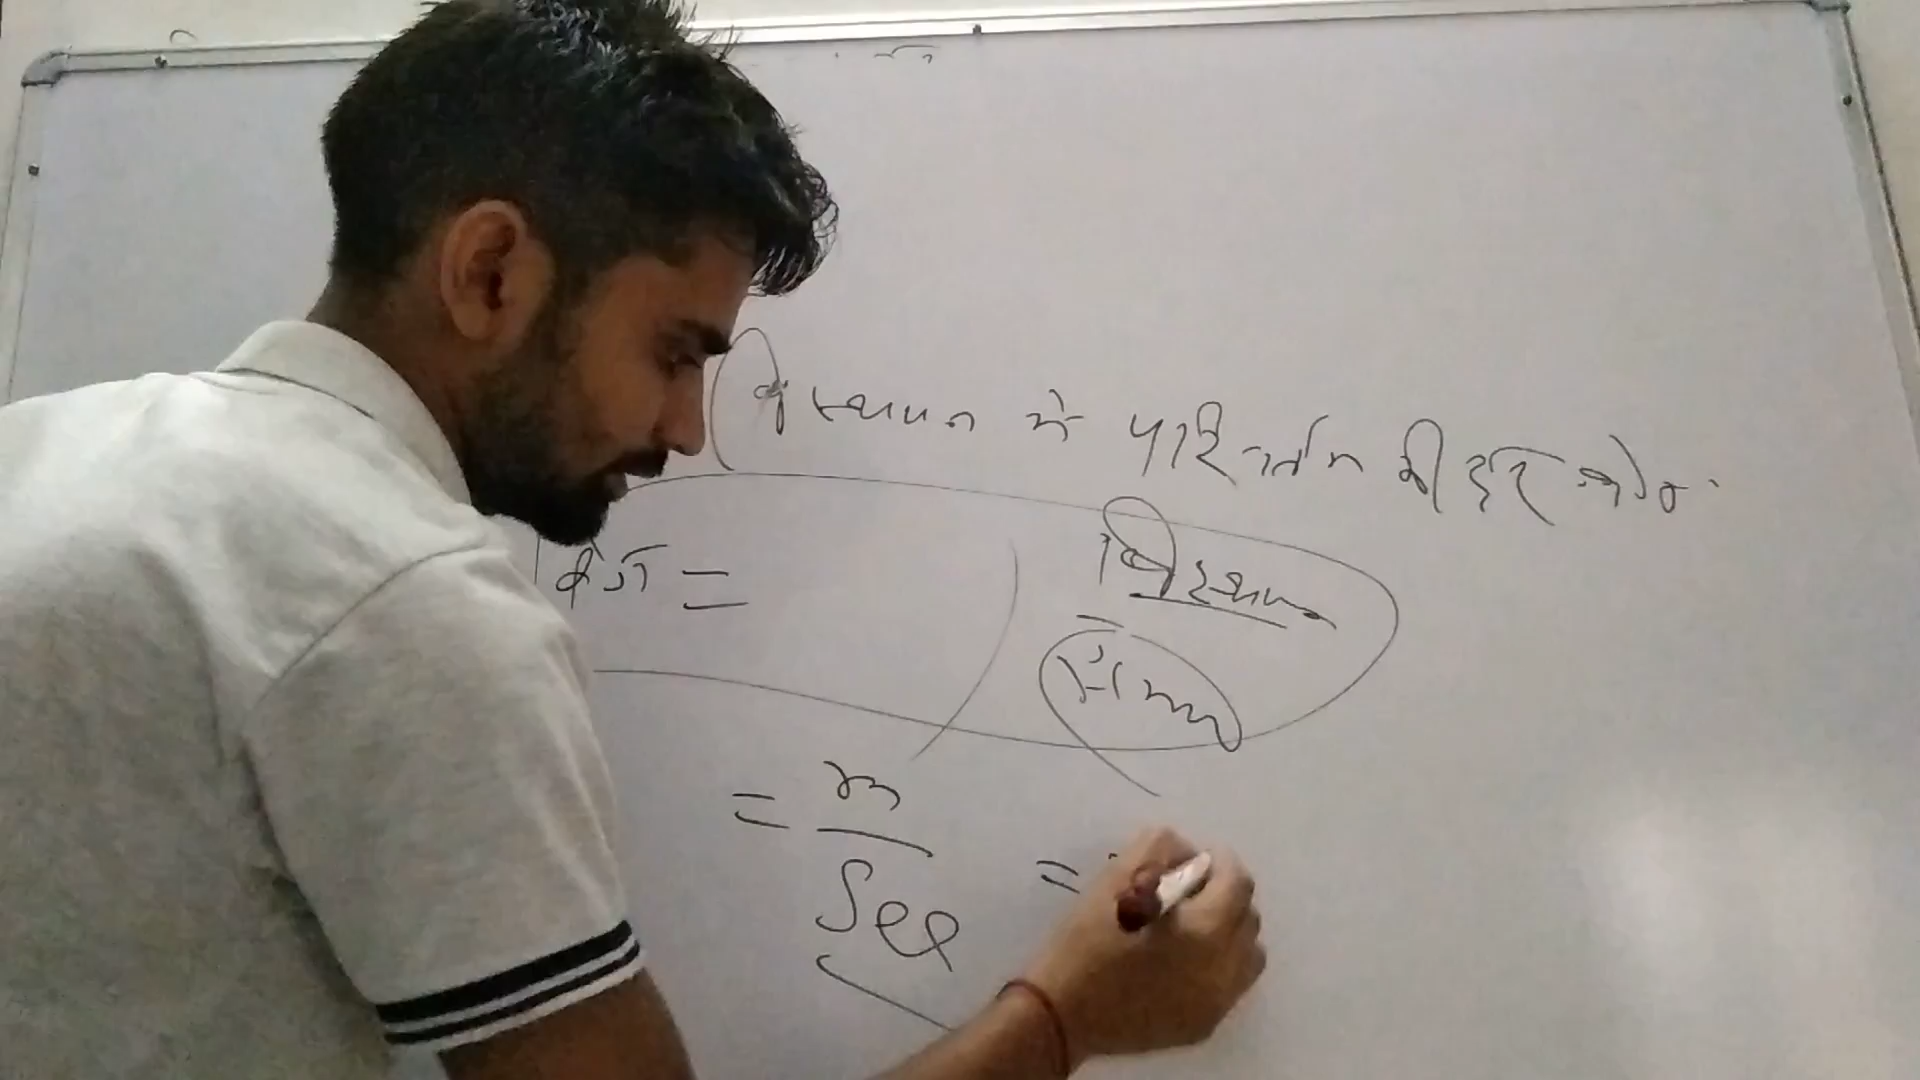 विस्थापन में परिवर्तन की दर को
वेग =
विस्थापन
समय
= m
Sec
=